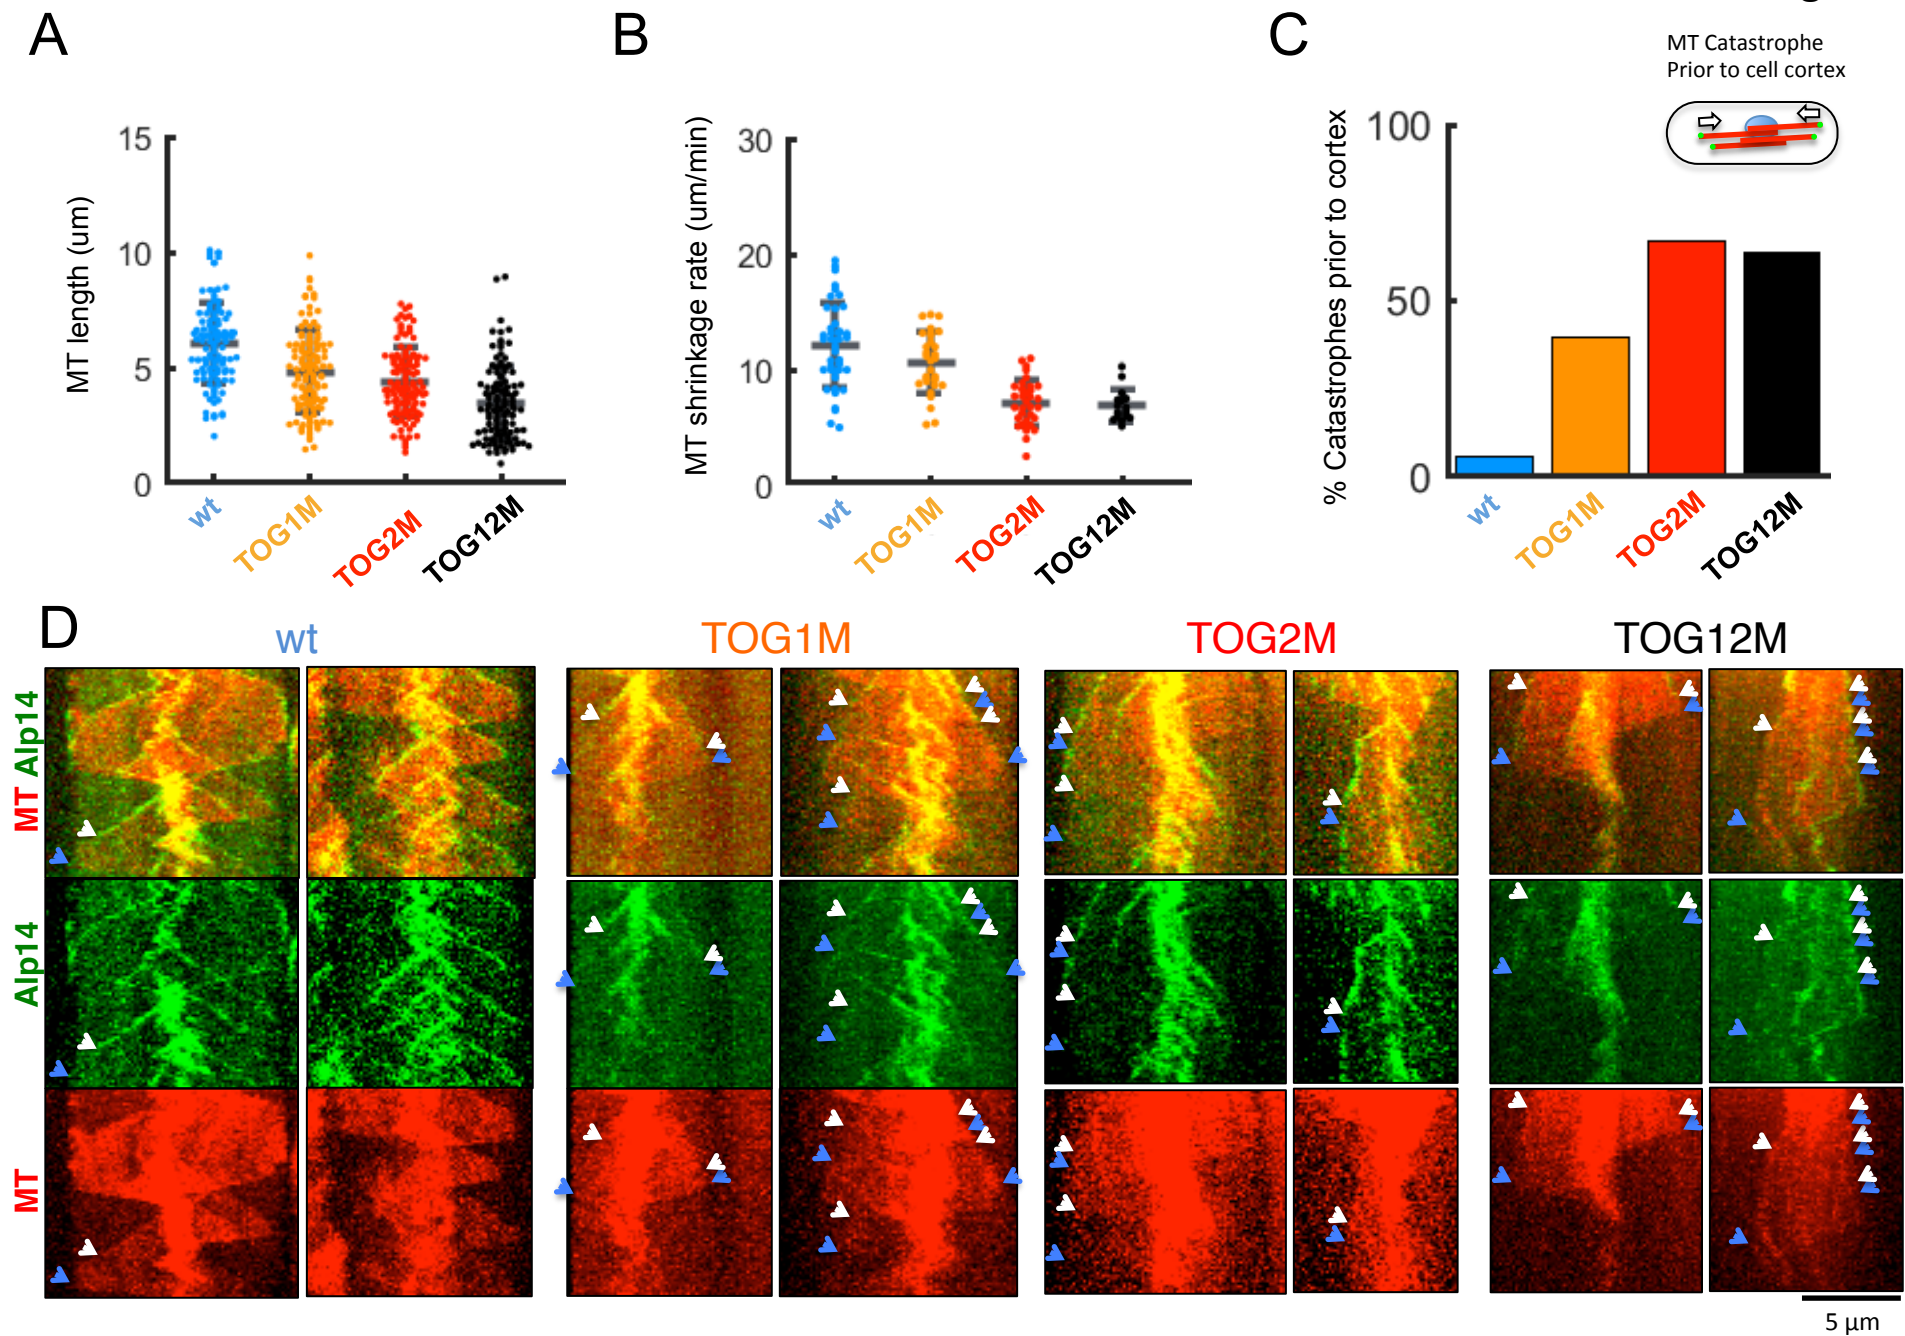 A
B
C
MT Catastrophe
Prior to cell cortex
MT length (um)
15
10
5
0
wt
TOG1M
TOG2M
TOG12M
MT shrinkage rate (um/min)
30
20
10
0
wt
TOG1M
TOG2M
TOG12M
% Catastrophes prior to cortex
100
50
0
wt
TOG1M
TOG2M
TOG12M
D
wt
TOG1M
TOG2M
TOG12M
MT Alp14
Alp14
MT
5 µm